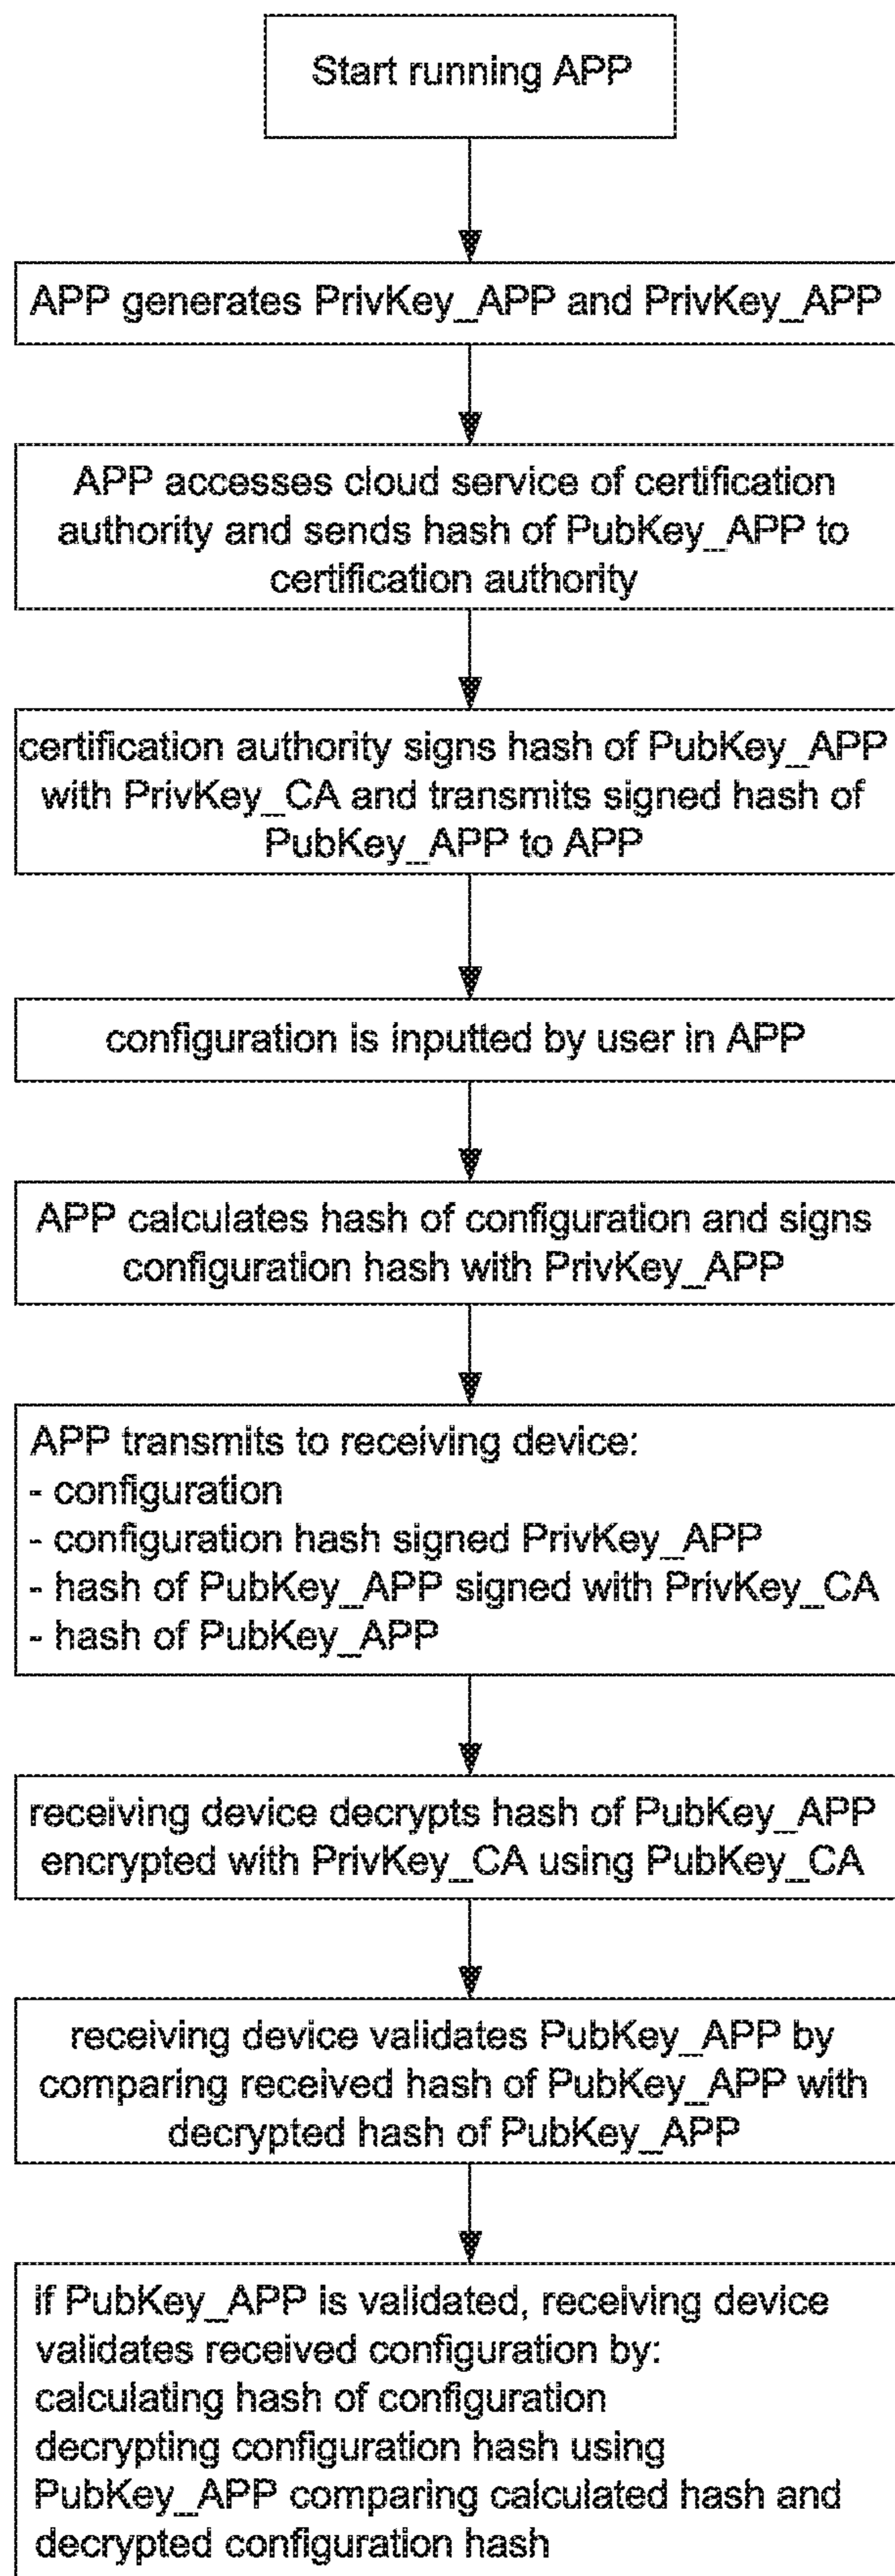 Start running APP
APP generates PrivKey_APP and PrivKey_APP
APP accesses cloud service of certification
authority and sends hash of PubKey_APP to
certification authority
certification authority signs hash of PubKey_APP
with PrivKey_CA and transmits signed hash of
PubKey_APP to APP
configuration is inputted by user in APP
APP calculates hash of configuration and signs
configuration hash with PrivKey_APP
APP transmits to receiving device:
- configuration
- configuration hash signed PrivKey_APP
- hash of PubKey_APP signed with PrivKey_CA
- hash of PubKey_APP
receiving device decrypts hash of PubKey_APP
encrypted with PrivKey_CA using PubKey_CA
receiving device validates PubKey_APP by
comparing received hash of PubKey_APP with
decrypted hash of PubKey_APP
if PubKey_APP is validated, receiving device
validates received configuration by:
calculating hash of configuration
decrypting configuration hash using
PubKey_APP comparing calculated hash and
decrypted configuration hash